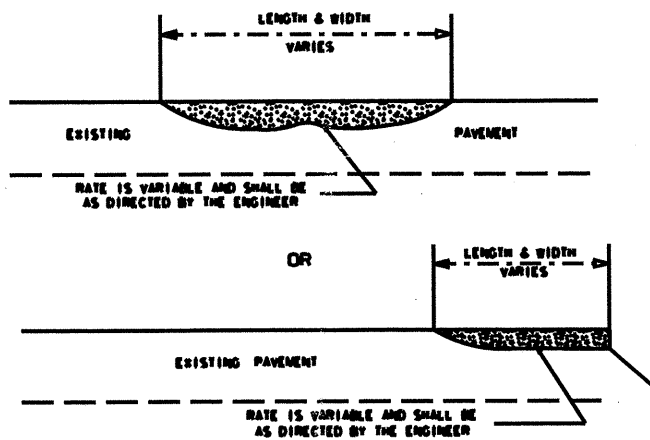 LENGTH & WIDTH
VARIES
EXISTING PAVEMENT
RATE IS VARIABLE AND SHALL BE
AS DIRECTED BY THE ENGINEER
OR
LENGTH & WIDTH
VARIES
EXISTING PAVEMENT
RATE IS VARIABLE AND SHALL BE
AS DIRECTED BY THE ENGINEER